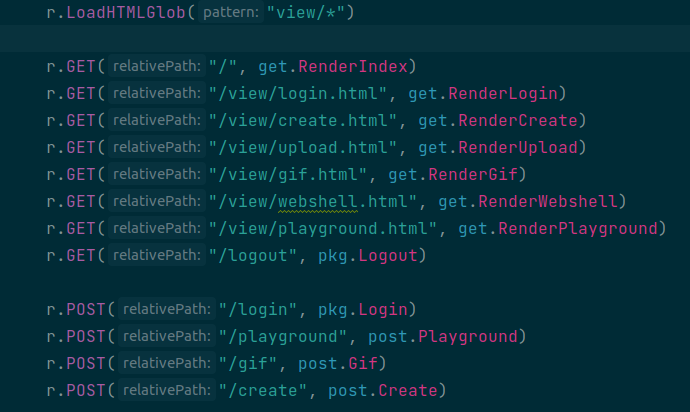 r.LoadHTMLGlob( pattern: "view/*")
r.GET( relativePath: "/", get.RenderIndex)
r.GET( relativePath: "/view/login.html", get.RenderLogin)
r.GET( relativePath: "/view/create.html", get.RenderCreate)
r.GET( relativePath: "/view/upload.html", get.RenderUpload)
r.GET( relativePath: "/view/gif.html", get.RenderGif)
r.GET( relativePath: "/view/webshell.html", get.RenderWebshell)
r.GET( relativePath: "/view/playground.html", get.RenderPlayground)
r.GET( relativePath: "/logout", pkg.Logout)
r.POST( relativePath: "/login", pkg.Login)
r.POST( relativePath: "/playground", post.Playground)
r.POST( relativePath: "/gif", post.Gif)
r.POST( relativePath: "/create", post.Create)